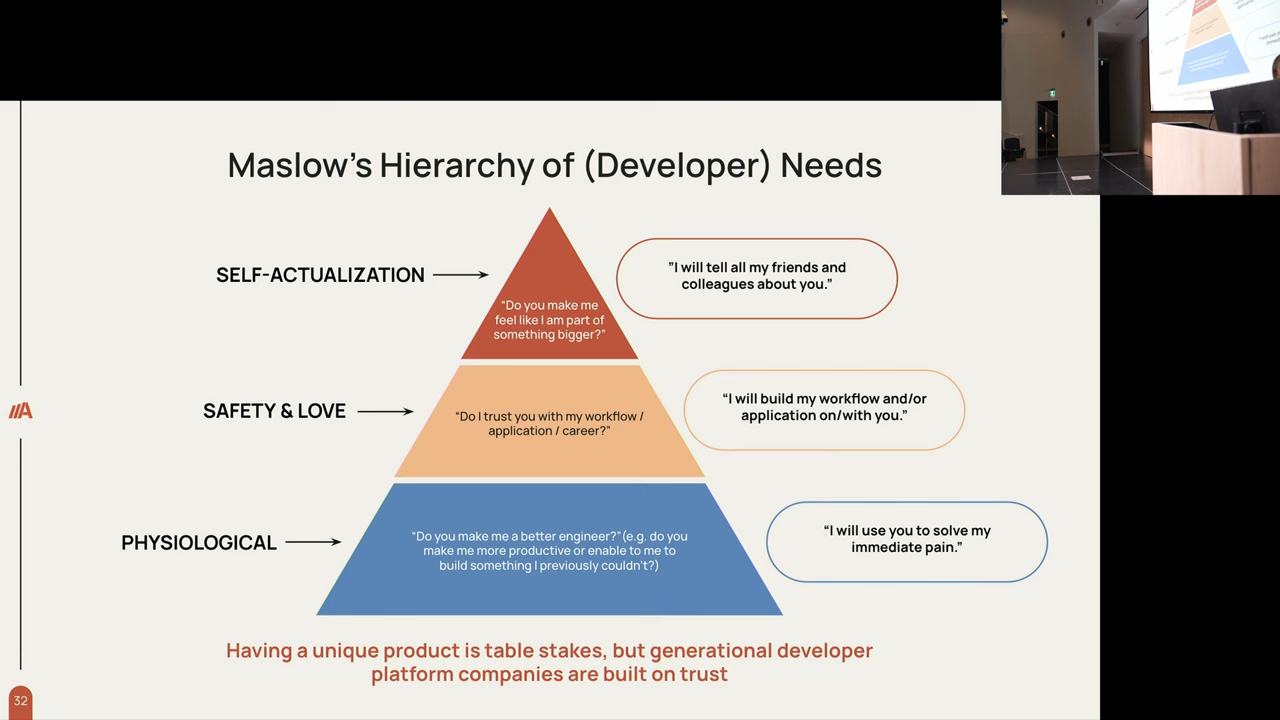 Maslow's Hierarchy of (Developer) Needs
SELF-ACTUALIZATION
"Do you make me
feel like I am part of
something bigger?"
"I will tell all my friends and
colleagues about you."
SAFETY & LOVE
"Do I trust you with my workflow /
application / career?"
"I will build my workflow and/or
application on/with you."
PHYSIOLOGICAL
"Do you make me a better engineer?"(e.g. do you
make me more productive or enable to me to
build something I previously couldn't?)
"I will use you to solve my
immediate pain."
Having a unique product is table stakes, but generational developer
platform companies are built on trust
32